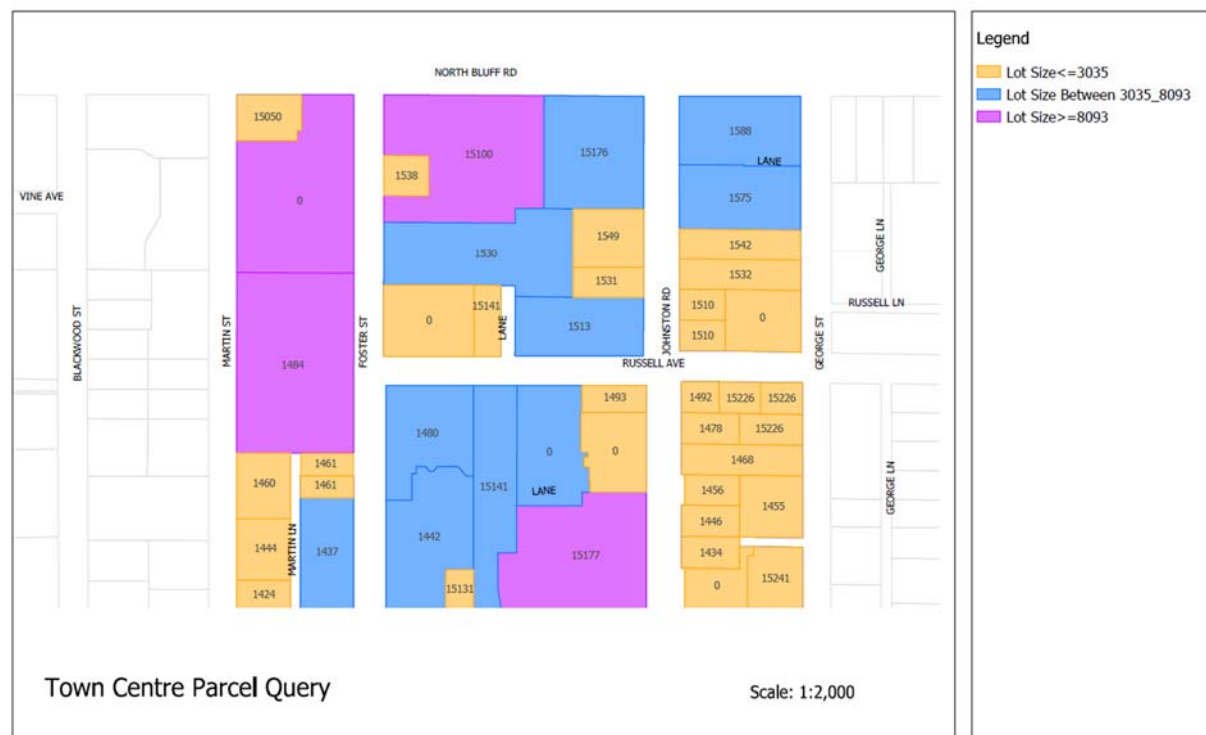 Legend
Lot Size<=3035
Lot Size Between 3035_8093
Lot Size>=8093
NORTH BLUFF RD
15050
15100
15176
1588
LANE
1538
VINE AVE
0
1575
1549
1542
GEORGE LN
1530
1531
1532
15141
0
LANE
1513
1510
0
RUSSELL LN
1510
BLACKWOOD ST
MARTIN ST
FOSTER ST
JOHNSTON RD
GEORGE ST
1484
RUSSELL AVE
1493
1492
15226
15226
1480
1478
15226
0
0
1461
1468
1460
1461
15141
LANE
1456
1455
GEORGE LN
1446
1444
MARTIN LN
1437
1442
15177
1434
1424
15131
0
15241
Town Centre Parcel Query
Scale: 1:2,000